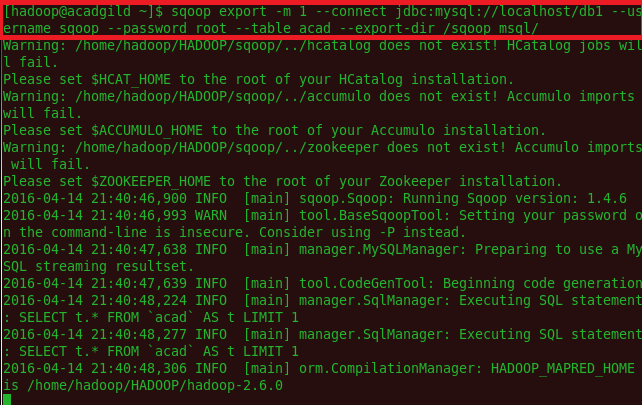 [hadoop@acadgild ~]$ sqoop export -m 1 --connect jdbc:mysql://localhost/db1 --us
ername sqoop --password root --table acad --export-dir /sqoop_msql/
Warning: /home/hadoop/HADOOP/sqoop/../hcatalog does not exist! HCatalog jobs wil
l fail.
Please set $HCAT_HOME to the root of your HCatalog installation.
Warning: /home/hadoop/HADOOP/sqoop/../accumulo does not exist! Accumulo imports
will fail.
Please set $ACCUMULO_HOME to the root of your Accumulo installation.
Warning: /home/hadoop/HADOOP/sqoop/../zookeeper does not exist! Accumulo imports
will fail.
Please set $ZOOKEEPER_HOME to the root of your Zookeeper installation.
2016-04-14 21:40:46,900 INFO  [main] sqoop.Sqoop: Running Sqoop version: 1.4.6
2016-04-14 21:40:46,993 WARN  [main] tool.BaseSqoopTool: Setting your password o
n the command-line is insecure. Consider using -P instead.
2016-04-14 21:40:47,638 INFO  [main] manager.MySQLManager: Preparing to use a My
SQL streaming resultset.
2016-04-14 21:40:47,639 INFO  [main] tool.CodeGenTool: Beginning code generation
2016-04-14 21:40:48,224 INFO  [main] manager.SqlManager: Executing SQL statement
: SELECT t.* FROM `acad` AS t LIMIT 1
2016-04-14 21:40:48,277 INFO  [main] manager.SqlManager: Executing SQL statement
: SELECT t.* FROM `acad` AS t LIMIT 1
2016-04-14 21:40:48,306 INFO  [main] orm.CompilationManager: HADOOP_MAPRED_HOME
is /home/hadoop/HADOOP/hadoop-2.6.0